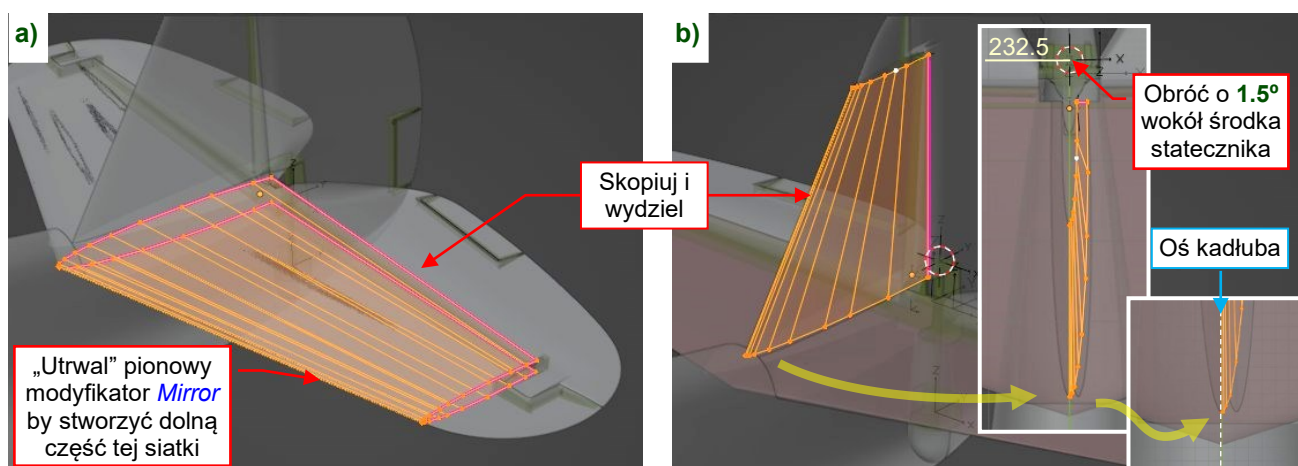 a)
„Utrwal” pionowy
modyfikator Mirror
by stworzyć dolną
część tej siatki
Skopiuj i
wydziel
b)
232.5
Obróć o 1.5º
wokół środka
statecznika
Oś kadłuba